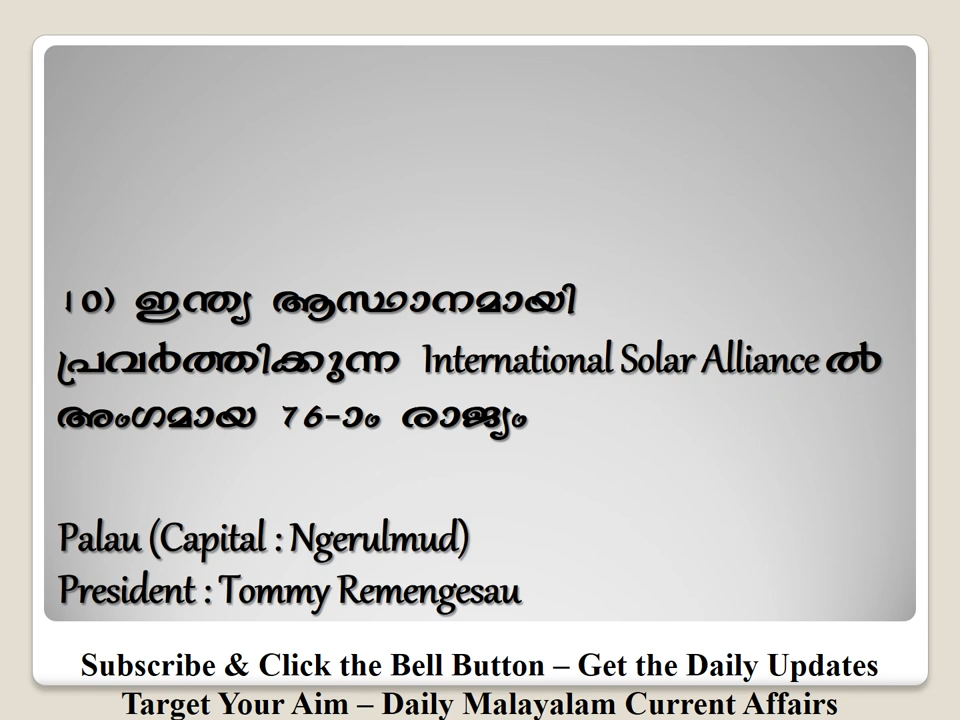 10) ഇന്ത്യ ആസ്ഥാനമായി
പ്രവർത്തിക്കുന്ന International Solar Alliance ൽ
അംഗമായ 76-ാം രാജ്യം
Palau (Capital : Ngerulmud)
President : Tommy Remengesau
Subscribe & Click the Bell Button – Get the Daily Updates
Target Your Aim – Daily Malayalam Current Affairs